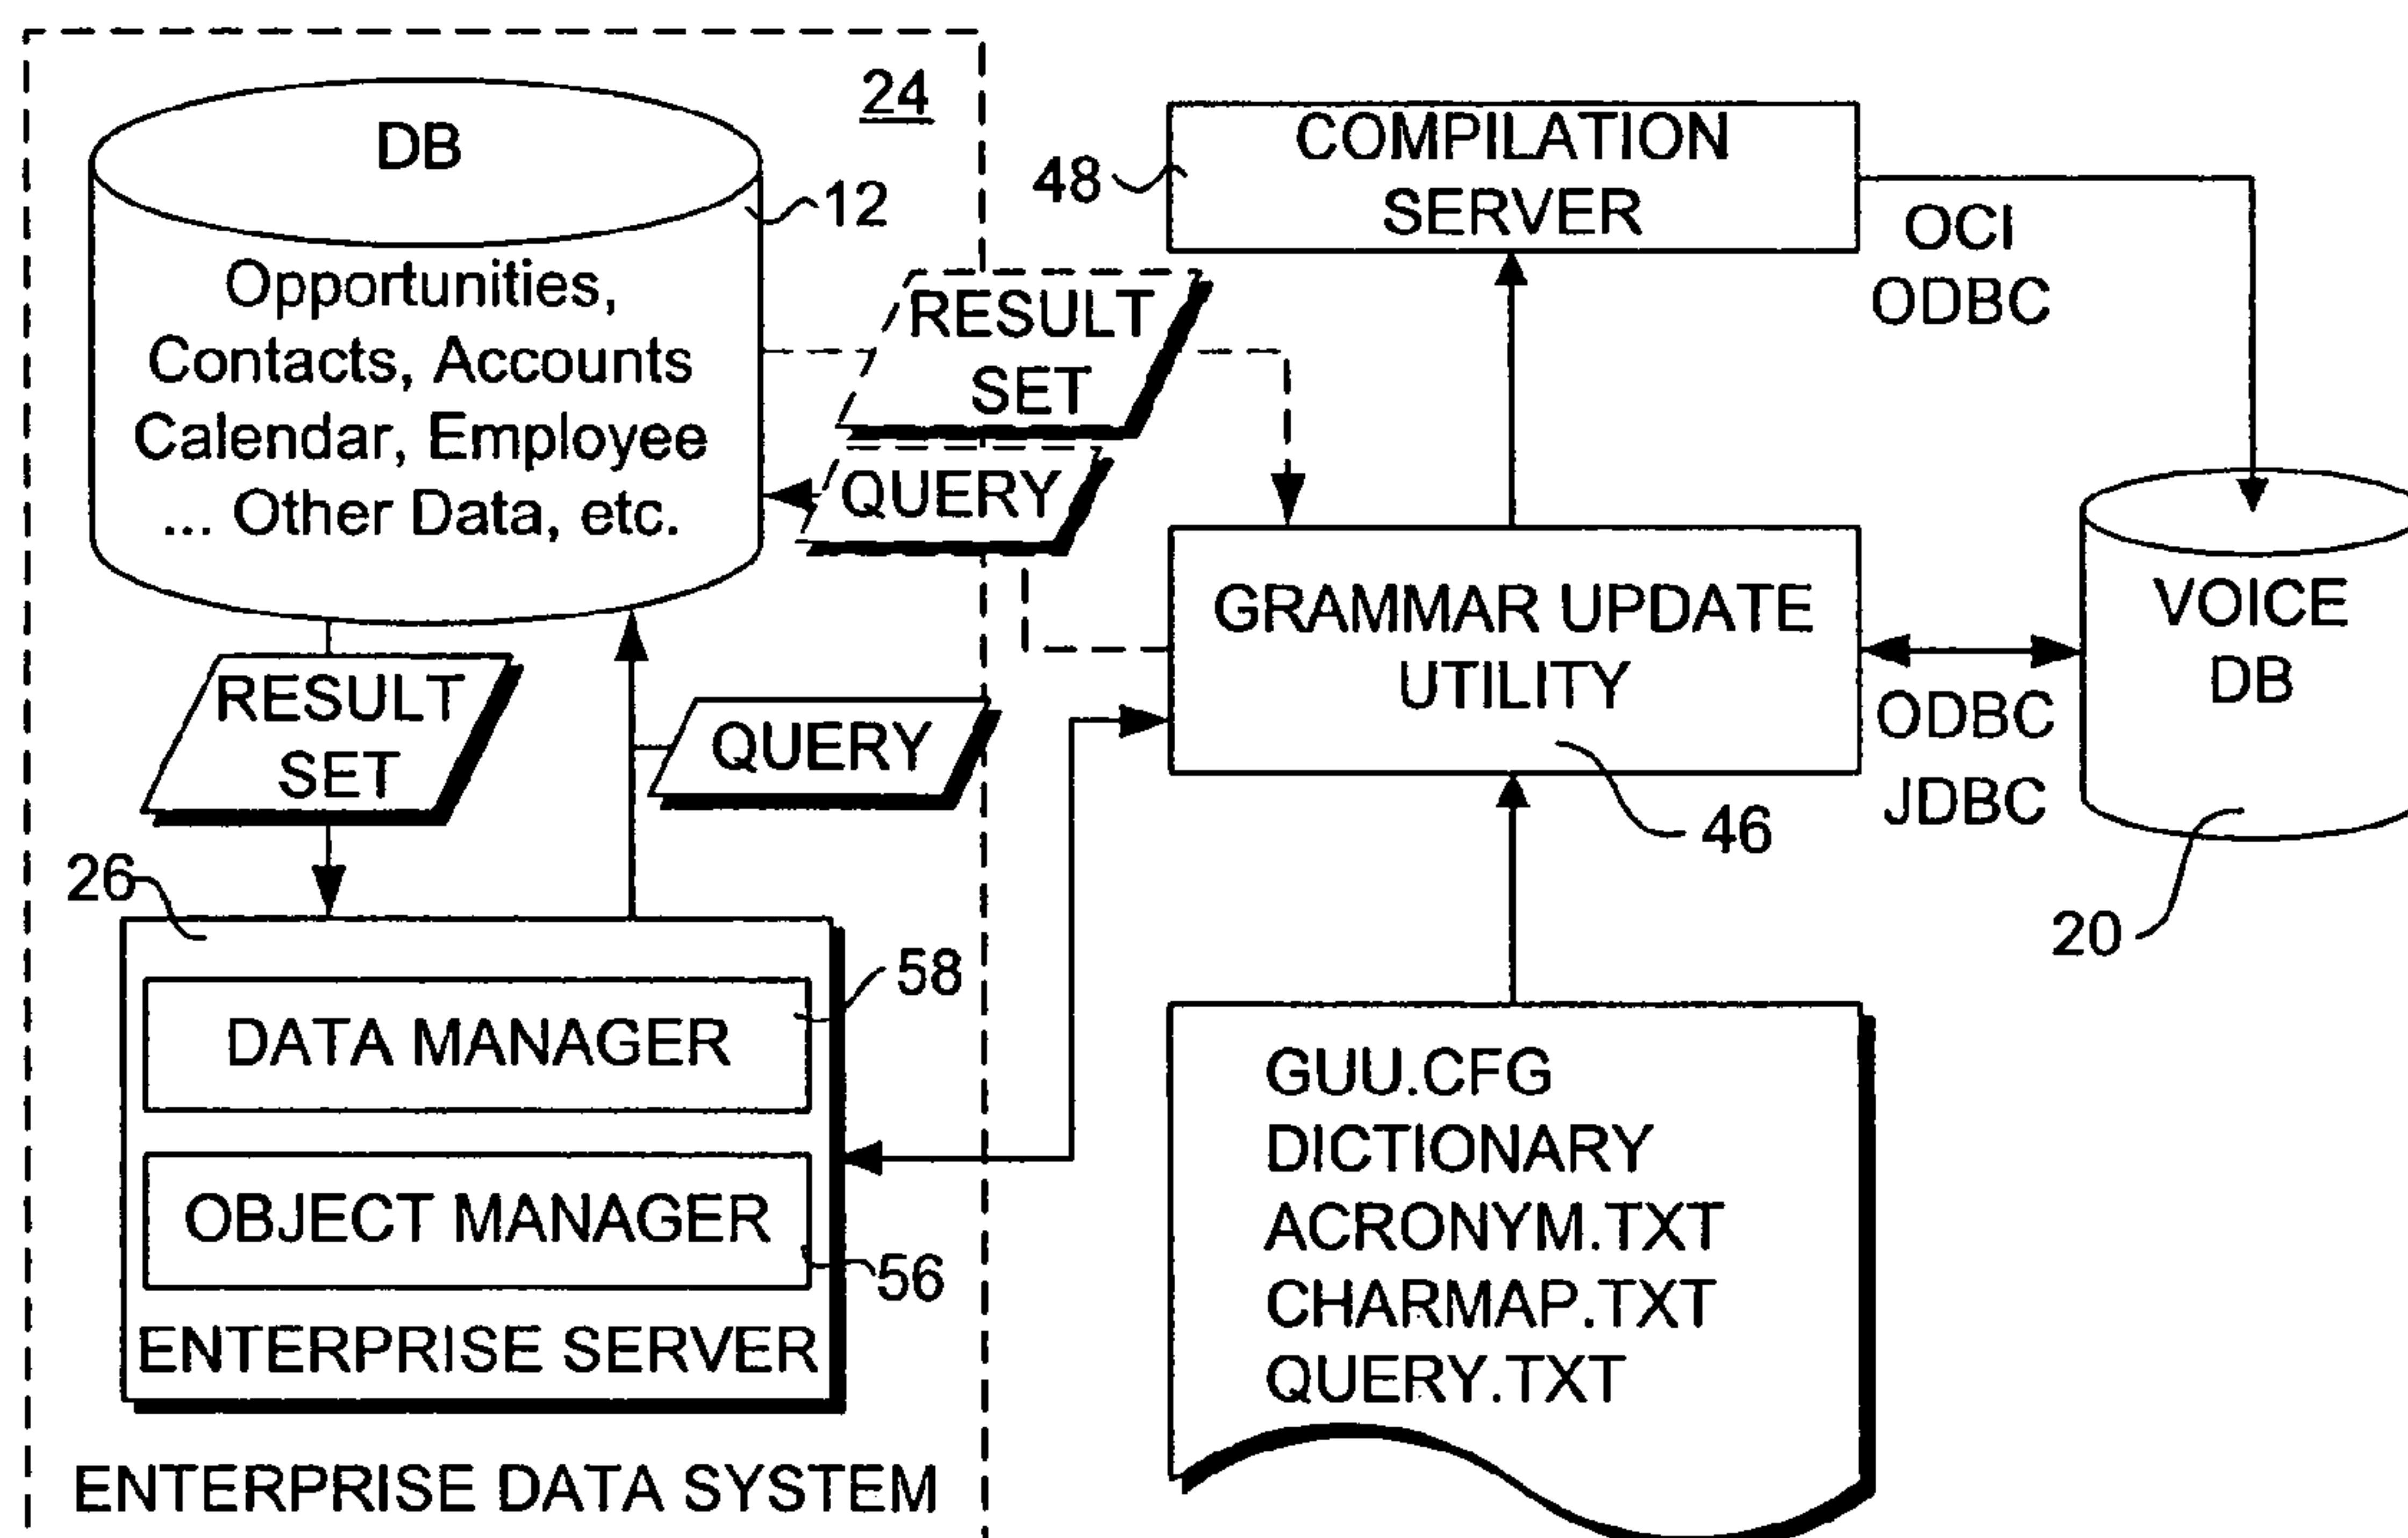 24
DB
12
Opportunities,
Contacts, Accounts
Calendar, Employee
... Other Data, etc.
RESULT
SET
QUERY
RESULT
SET
QUERY
26
58
DATA MANAGER
OBJECT MANAGER
56
ENTERPRISE SERVER
ENTERPRISE DATA SYSTEM
COMPILATION
SERVER
48
OCI
ODBC
GRAMMAR UPDATE
UTILITY
46
ODBC
JDBC
VOICE
DB
20
GUU.CFG
DICTIONARY
ACRONYM.TXT
CHARMAP.TXT
QUERY.TXT